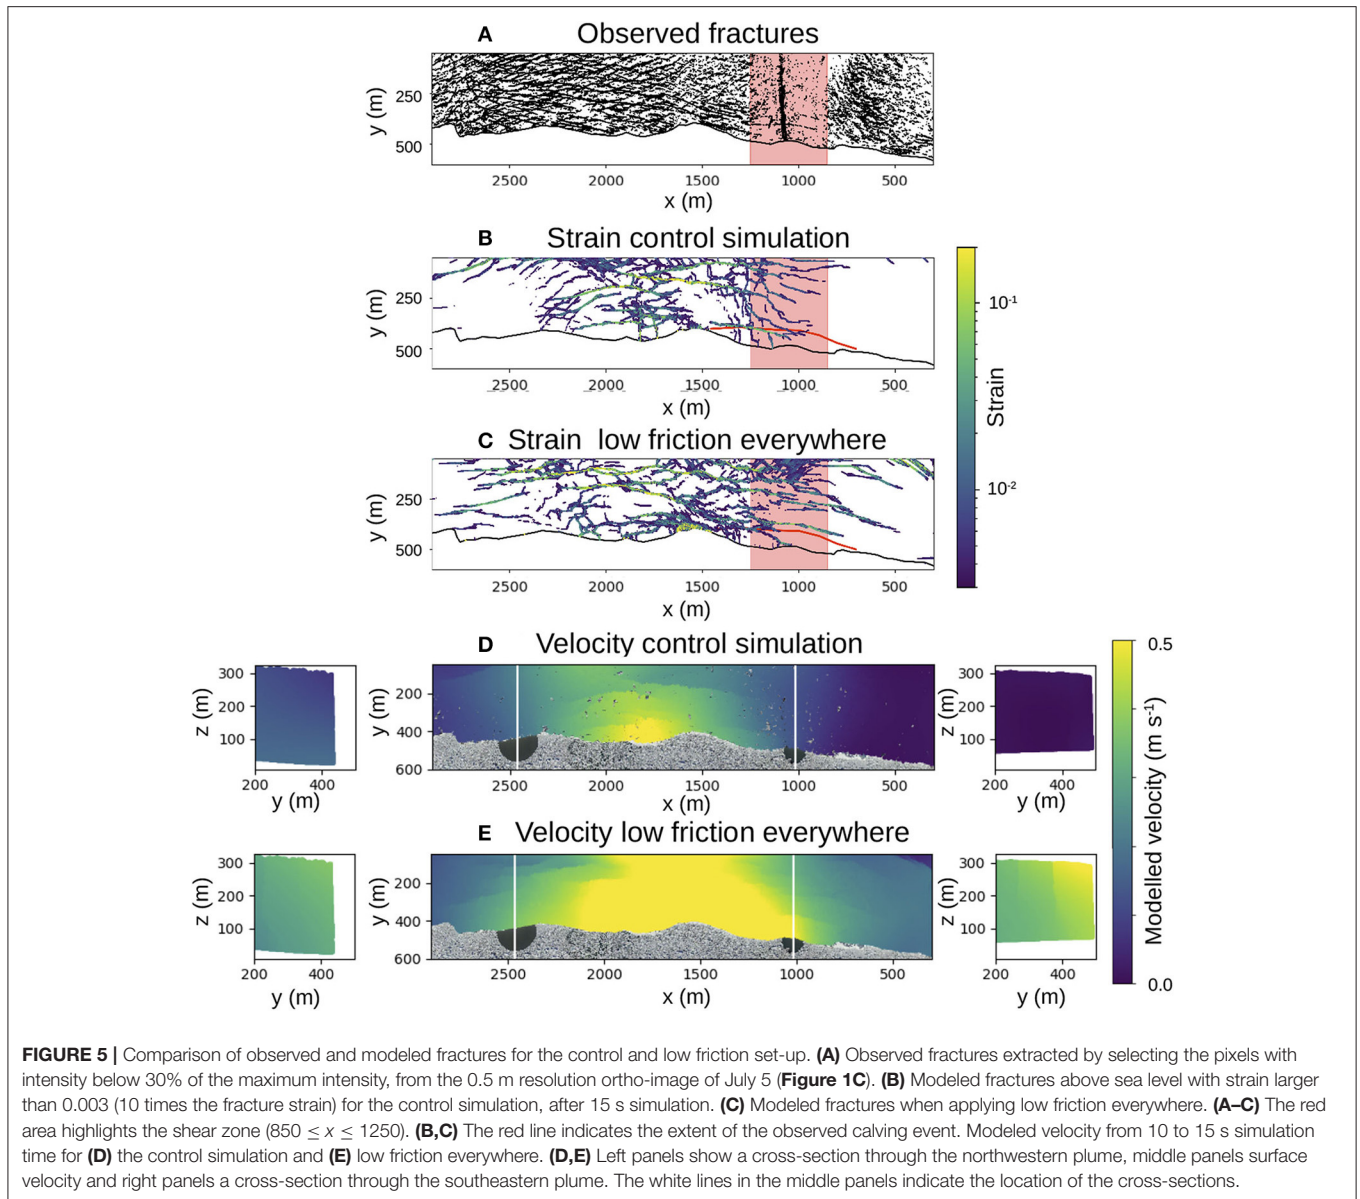 A Observed fractures
250
500
y (m)
2500 2000 1500 1000 500
x (m)
B Strain control simulation
250
500
y (m)
2500 2000 1500 1000 500
x (m)
10-1
10-2
Strain
C Strain low friction everywhere
250
500
y (m)
2500 2000 1500 1000 500
x (m)
D Velocity control simulation
300
200
100
z (m)
200 400
y (m)
200
400
600
y (m)
2500 2000 1500 1000 500
x (m)
300
200
100
z (m)
200 400
y (m)
0.5
0.0
Modelled velocity (m s-1)
E Velocity low friction everywhere
300
200
100
z (m)
200 400
y (m)
200
400
600
y (m)
2500 2000 1500 1000 500
x (m)
300
200
100
z (m)
200 400
y (m)
FIGURE 5 | Comparison of observed and modeled fractures for the control and low friction set-up. (A) Observed fractures extracted by selecting the pixels with
intensity below 30% of the maximum intensity, from the 0.5 m resolution ortho-image of July 5 (Figure 1C). (B) Modeled fractures above sea level with strain larger
than 0.003 (10 times the fracture strain) for the control simulation, after 15 s simulation. (C) Modeled fractures when applying low friction everywhere. (A–C) The red
area highlights the shear zone (850 ≤ x ≤ 1250). (B,C) The red line indicates the extent of the observed calving event. Modeled velocity from 10 to 15 s simulation
time for (D) the control simulation and (E) low friction everywhere. (D,E) Left panels show a cross-section through the northwestern plume, middle panels surface
velocity and right panels a cross-section through the southeastern plume. The white lines in the middle panels indicate the location of the cross-sections.